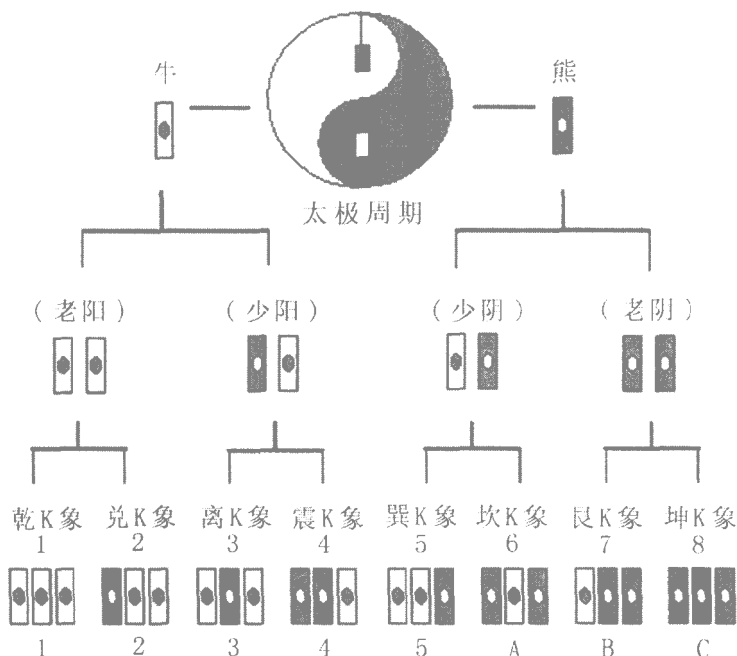 牛 熊
太极周期
(老阳) (少阳) (少阴) (老阴)
乾K象 兑K象 离K象 震K象 巽K象 坎K象 艮K象 坤K象
1 2 3 4 5 6 7 8
1 2 3 4 5 A B C